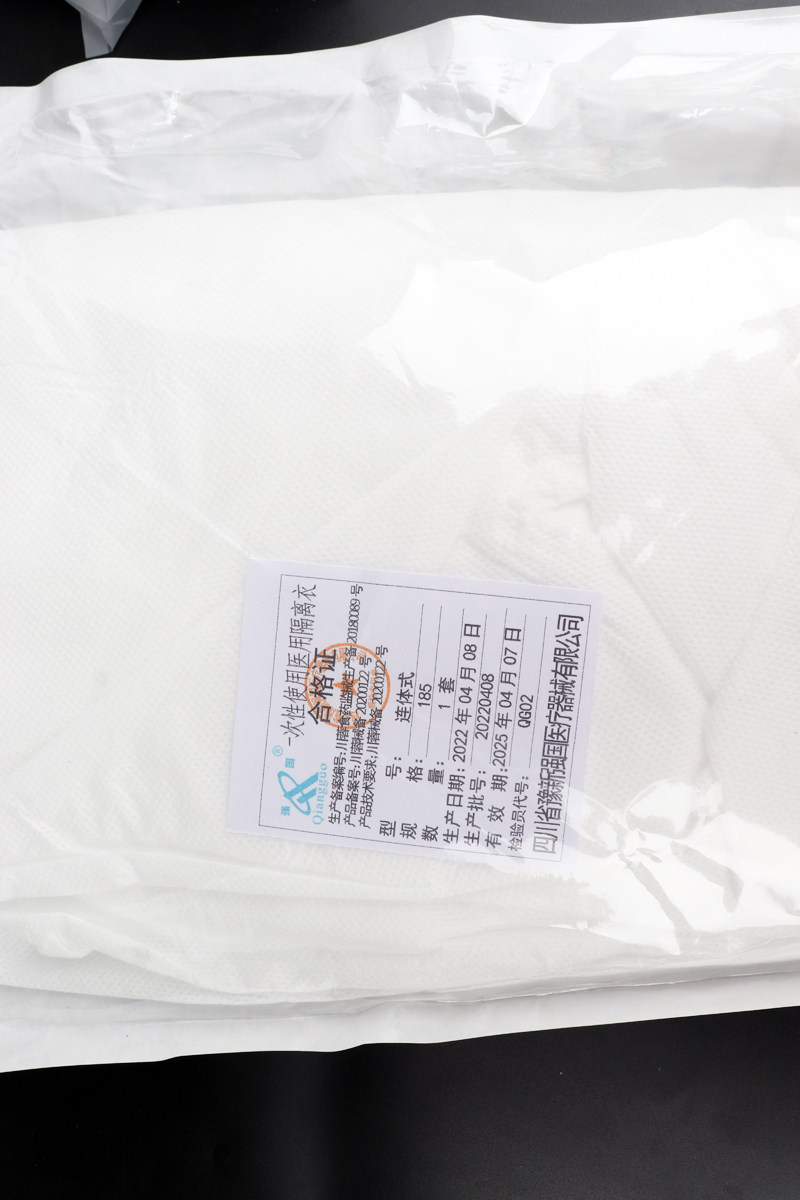 强国®
Qiangguo
一次性使用医用隔离衣
合格证
生产备案编号:川蓉食药监械生产备20180089号
产品备案号:川蓉械备20200122号
产品技术要求:川蓉械备20200122号
型号: 连体式
规格: 185
数量: 1 套
生产日期: 2022 年 04 月 08 日
生产批号: 20220408
有效期: 2025 年 04 月 07 日
检验员代号: QG02
四川省豫新强国医疗器械有限公司